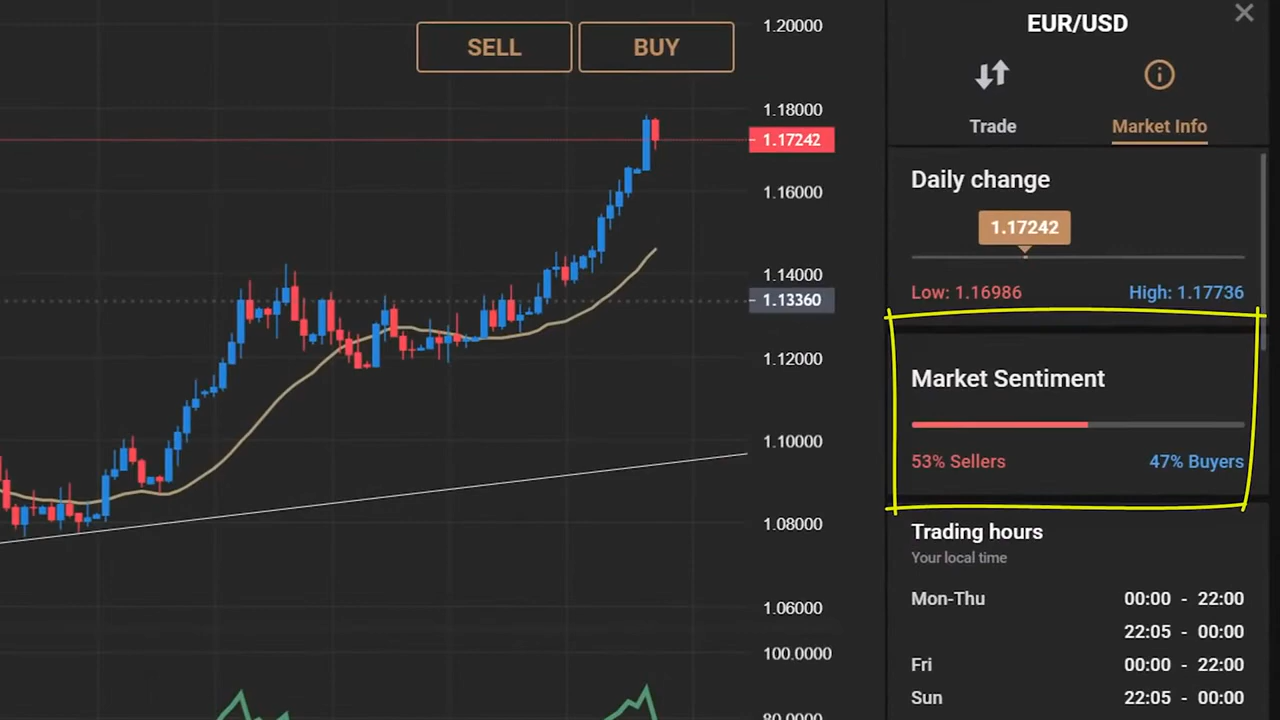 SELL
BUY
1.20000
1.18000
1.17242
1.16000
1.14000
1.13360
1.12000
1.10000
1.08000
1.06000
100.0000
80.0000
EUR/USD
Trade
Market Info
Daily change
1.17242
Low: 1.16986
High: 1.17736
Market Sentiment
53% Sellers
47% Buyers
Trading hours
Your local time
Mon-Thu
00:00 - 22:00
22:05 - 00:00
Fri
00:00 - 22:00
Sun
22:05 - 00:00